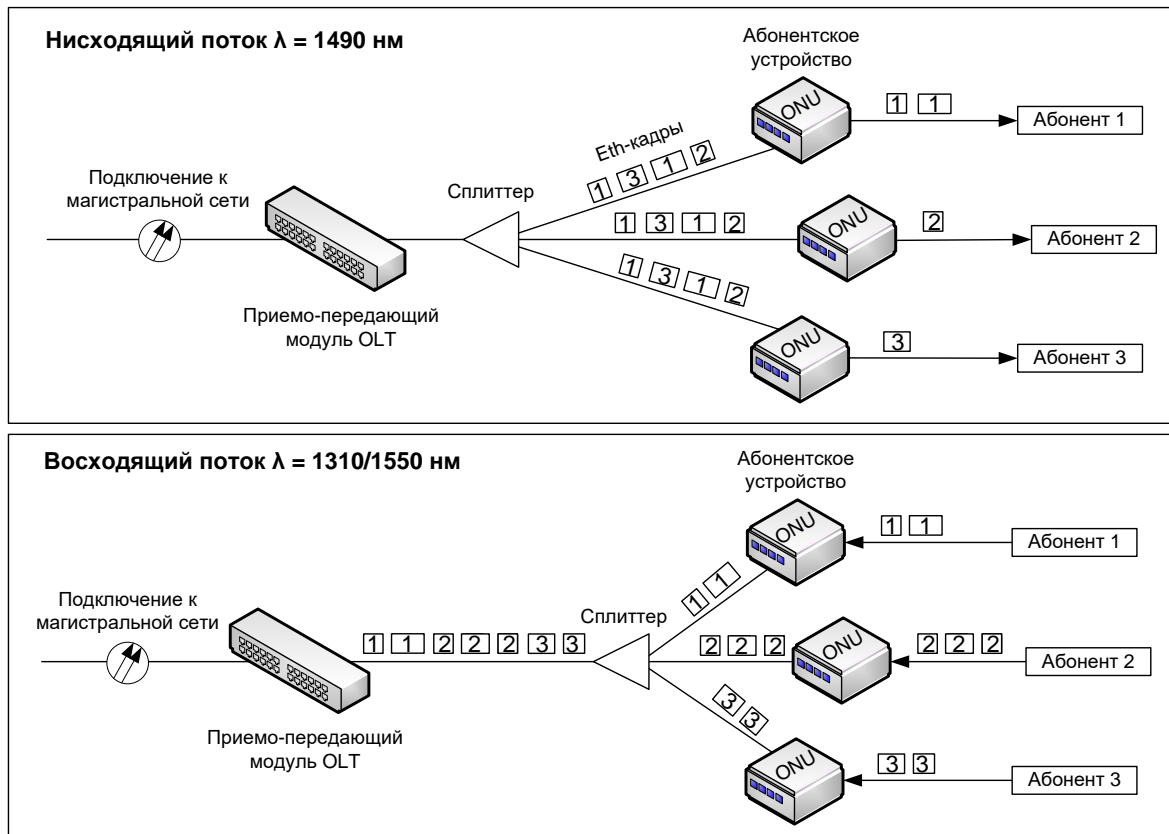 Нисходящий поток λ = 1490 нм
Абонентское
устройство
ONU
1 1
Абонент 1
Eth-кадры
1 3 1 2
Подключение к
магистральной сети
Сплиттер
1 3 1 2
ONU
2
Абонент 2
1 3 1 2
Приемо-передающий
модуль OLT
ONU
3
Абонент 3
Восходящий поток λ = 1310/1550 нм
Абонентское
устройство
ONU
1 1
Абонент 1
1 1
Подключение к
магистральной сети
Сплиттер
1 1 2 2 2 3 3
2 2 2
ONU
2 2 2
Абонент 2
3 3
Приемо-передающий
модуль OLT
ONU
3 3
Абонент 3